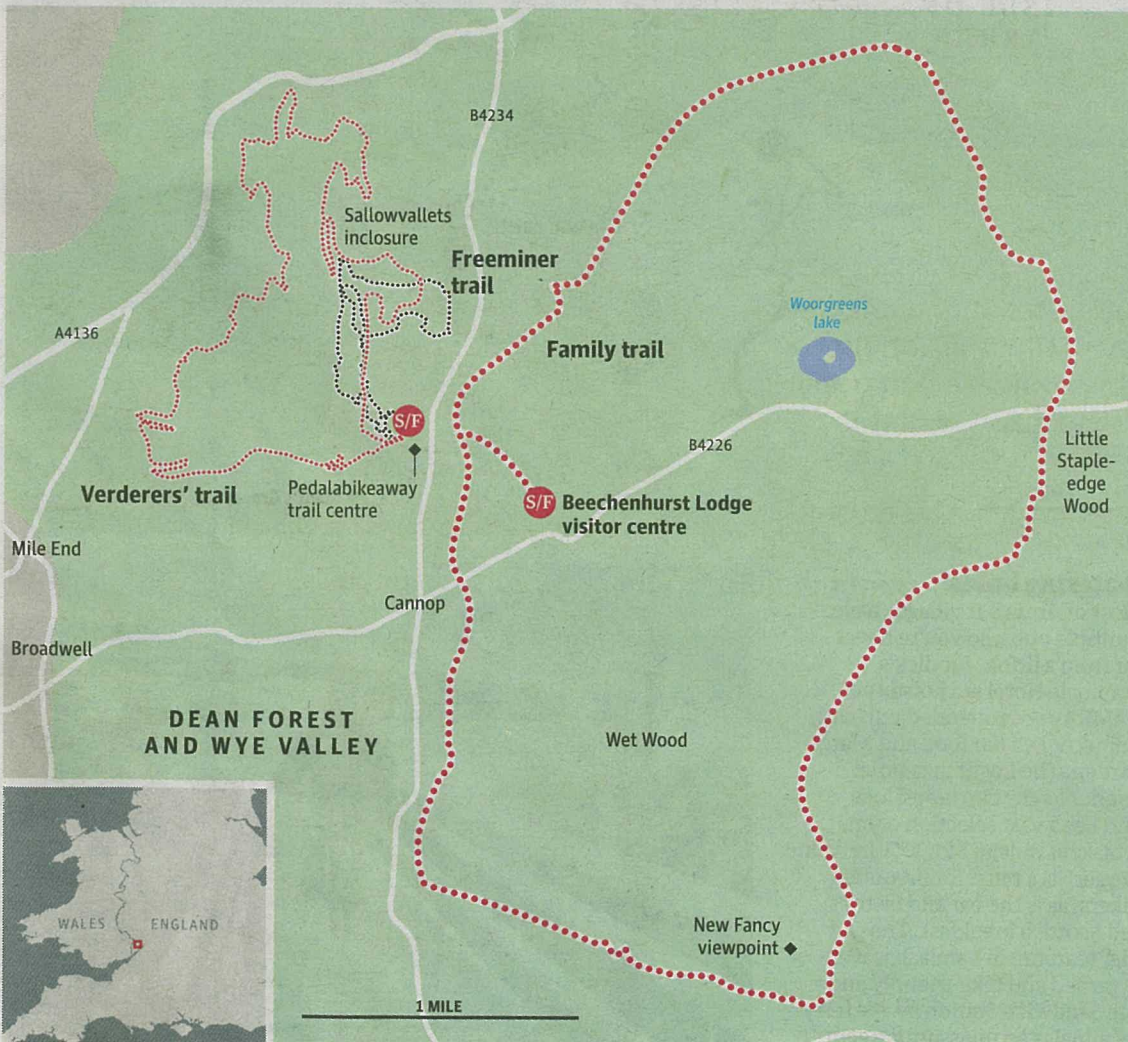 B4234
Sallowvallets
inclosure
Freeminer
trail
A4136
Woorgreens
lake
Family trail
S/F
B4226
Little
Staple-
edge
Wood
Verderers' trail
Pedalabikeaway
trail centre
S/F
Beechenhurst Lodge
visitor centre
Mile End
Cannop
Broadwell
DEAN FOREST
AND WYE VALLEY
Wet Wood
WALES
ENGLAND
New Fancy
viewpoint
1 MILE